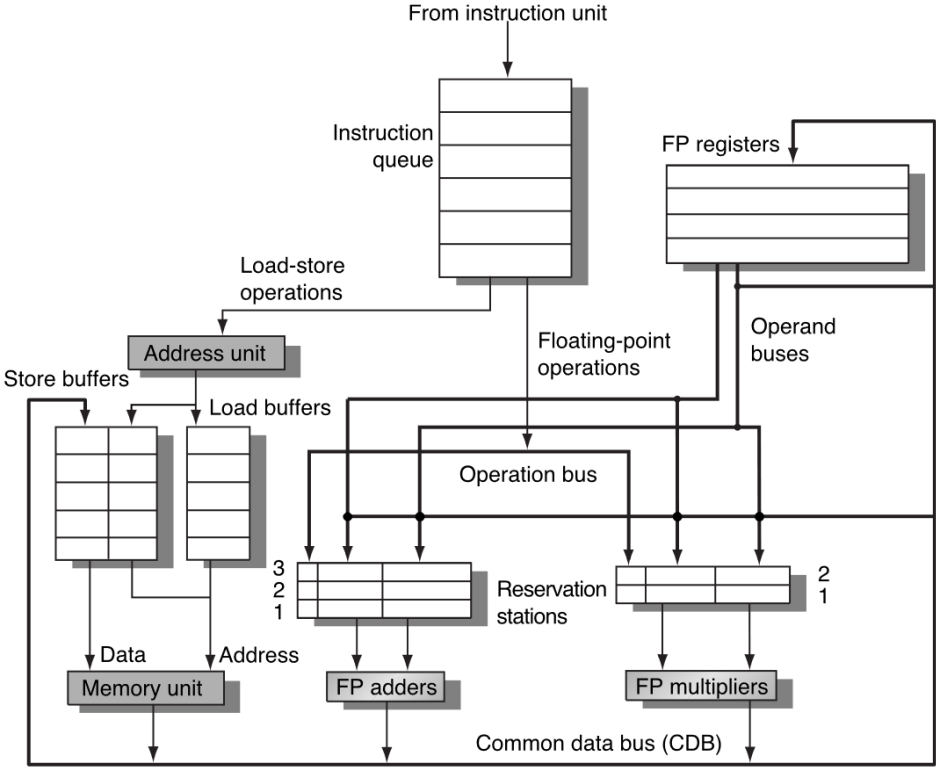 From instruction unit
Instruction
queue
FP registers
Load-store
operations
Address unit
Floating-point
operations
Operand
buses
Store buffers
Load buffers
Operation bus
3
2
1
Reservation
stations
2
1
Data
Address
Memory unit
FP adders
FP multipliers
Common data bus (CDB)